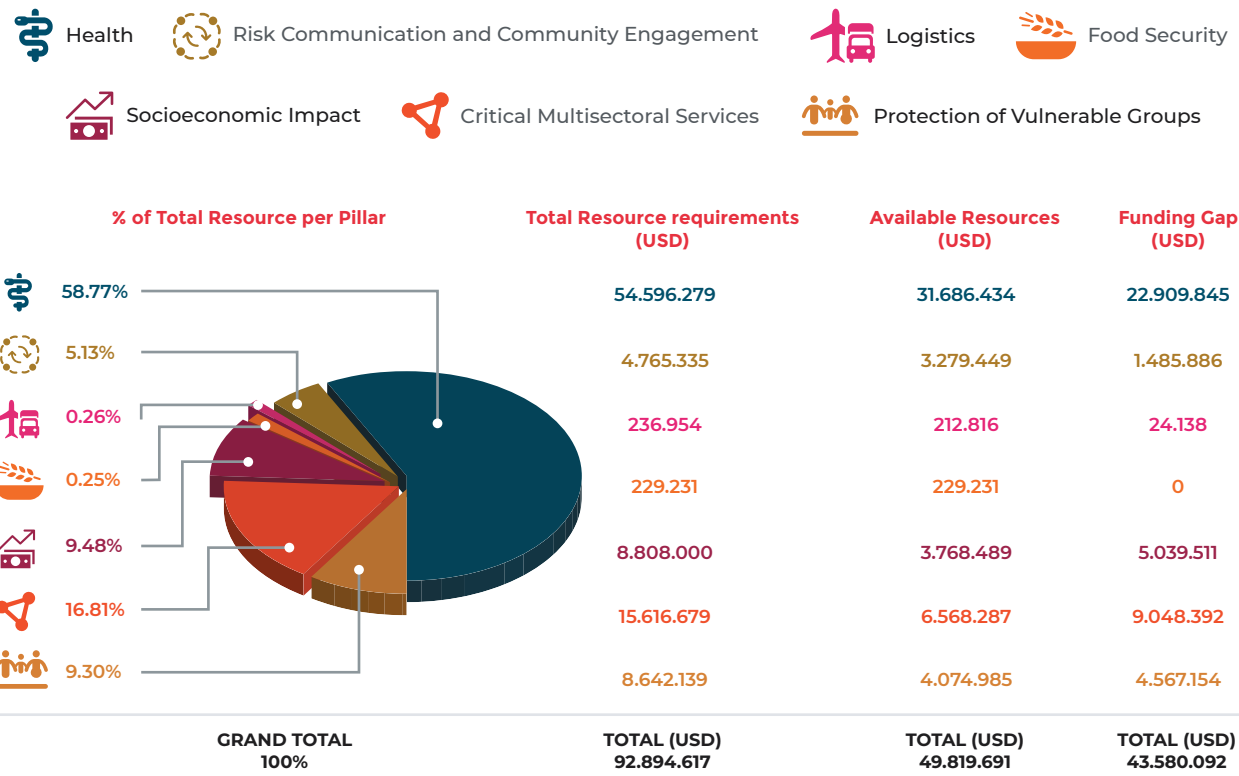 Health
Risk Communication and Community Engagement
Logistics
Food Security
Socioeconomic Impact
Critical Multisectoral Services
Protection of Vulnerable Groups
% of Total Resource per Pillar
Total Resource requirements
(USD)
Available Resources
(USD)
Funding Gap
(USD)
58.77% 54.596.279 31.686.434 22.909.845
5.13% 4.765.335 3.279.449 1.485.886
0.26% 236.954 212.816 24.138
0.25% 229.231 229.231 0
9.48% 8.808.000 3.768.489 5.039.511
16.81% 15.616.679 6.568.287 9.048.392
9.30% 8.642.139 4.074.985 4.567.154
GRAND TOTAL
100%
TOTAL (USD)
92.894.617
TOTAL (USD)
49.819.691
TOTAL (USD)
43.580.092